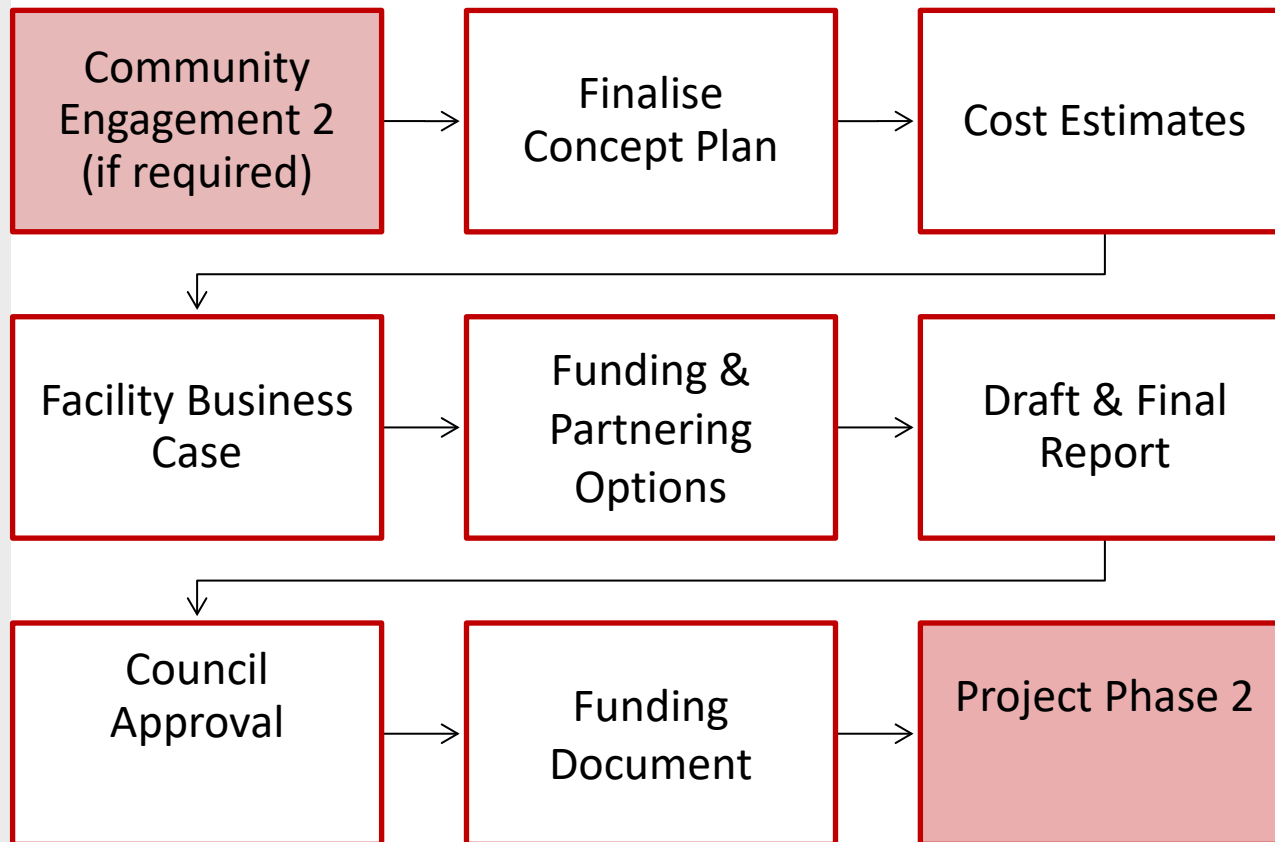 Community
Engagement 2
(if required)
Finalise
Concept Plan
Cost Estimates
Facility Business
Case
Funding &
Partnering
Options
Draft & Final
Report
Council
Approval
Funding
Document
Project Phase 2